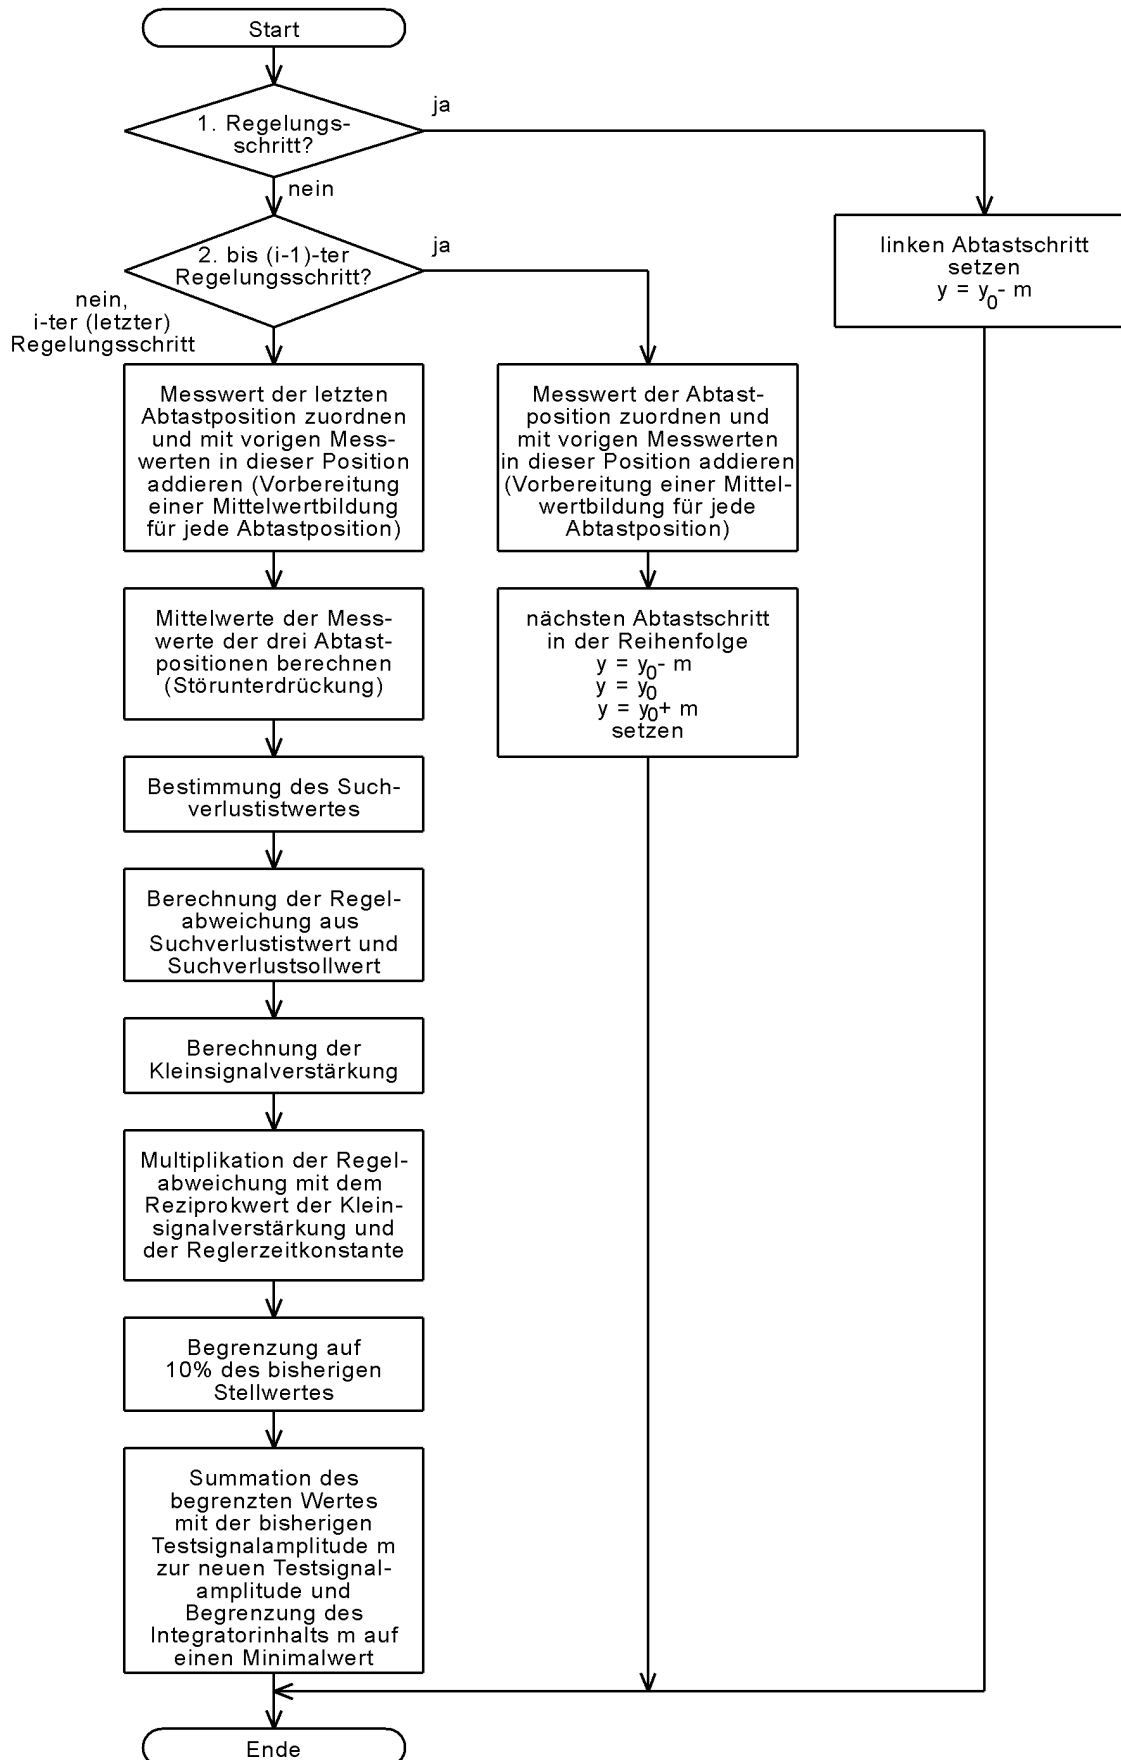 Start
1. Regelungs-
schritt?
ja
nein
linken Abtastschritt
setzen
y = y0- m
2. bis (i-1)-ter
Regelungsschritt?
ja
nein,
i-ter (letzter)
Regelungsschritt
Messwert der letzten
Abtastposition zuordnen
und mit vorigen Mess-
werten in dieser Position
addieren (Vorbereitung
einer Mittelwertbildung
für jede Abtastposition)
Messwert der Abtast-
position zuordnen und
mit vorigen Messwerten
in dieser Position addieren
(Vorbereitung einer Mittel-
wertbildung für jede
Abtastposition)
Mittelwerte der Mess-
werte der drei Abtast-
positionen berechnen
(Störunterdrückung)
nächsten Abtastschritt
in der Reihenfolge
y = y0- m
y = y0
y = y0+ m
setzen
Bestimmung des Such-
verlustistwertes
Berechnung der Regel-
abweichung aus
Suchverlustistwert und
Suchverlustsollwert
Berechnung der
Kleinsignalverstärkung
Multiplikation der Regel-
abweichung mit dem
Reziprokwert der Klein-
signalverstärkung und
der Reglerzeitkonstante
Begrenzung auf
10% des bisherigen
Stellwertes
Summation des
begrenzten Wertes
mit der bisherigen
Testsignalamplitude m
zur neuen Testsignal-
amplitude und
Begrenzung des
Integratorinhalts m auf
einen Minimalwert
Ende